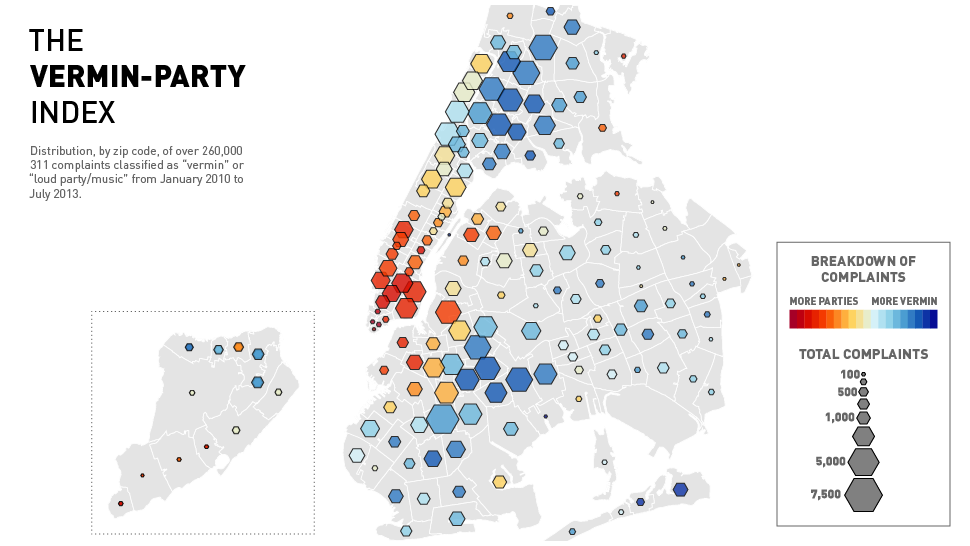 THE
VERMIN-PARTY
INDEX
Distribution, by zip code, of over 260,000
311 complaints classified as “vermin” or
“loud party/music” from January 2010 to
July 2013.
BREAKDOWN OF
COMPLAINTS
MORE PARTIES MORE VERMIN
TOTAL COMPLAINTS
100
500
1,000
5,000
7,500